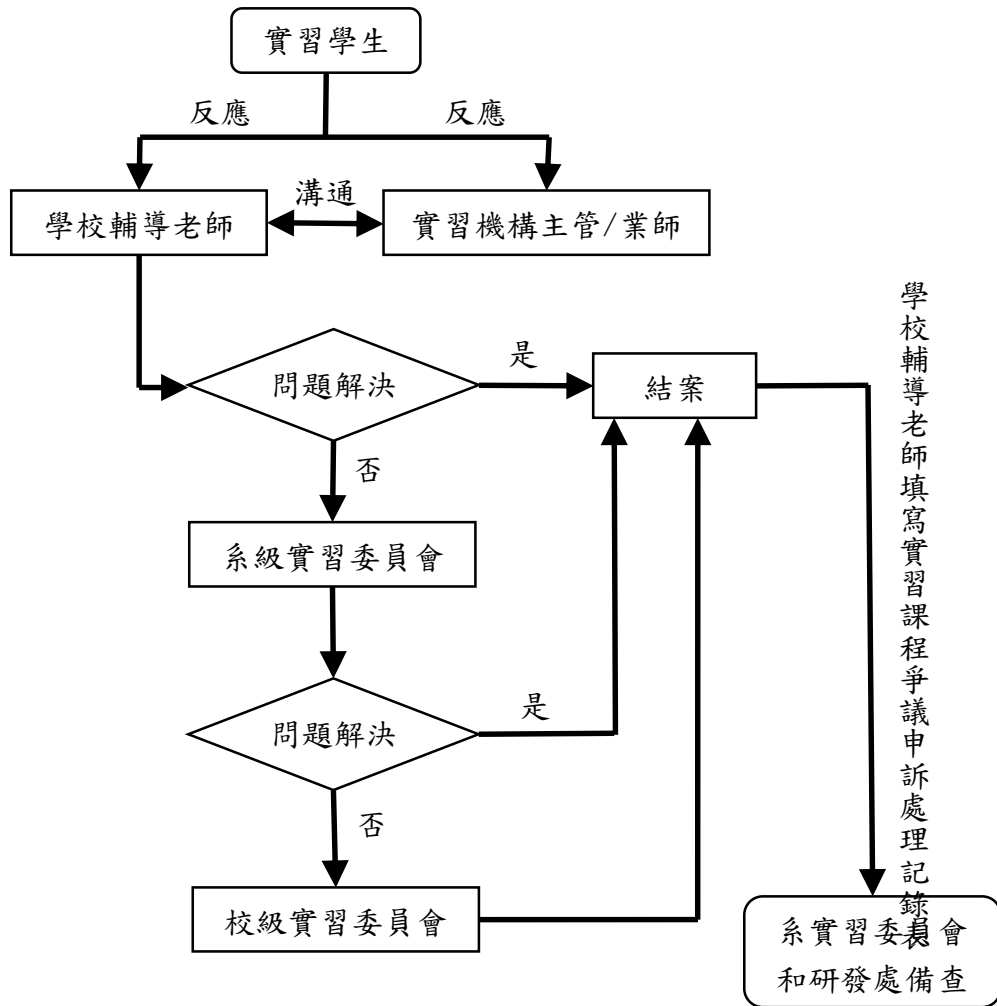 實習學生
反應
反應
學校輔導老師
溝通
實習機構主管/業師
問題解決
是
結案
否
系級實習委員會
問題解決
是
否
校級實習委員會
學校輔導老師填寫實習課程爭議申訴處理記錄表
系實習委員會
和研發處備查